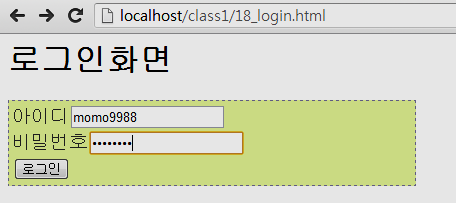 localhost/class1/18_login.html
로그인화면
아이디 momo9988
비밀번호 ••••••••
로그인